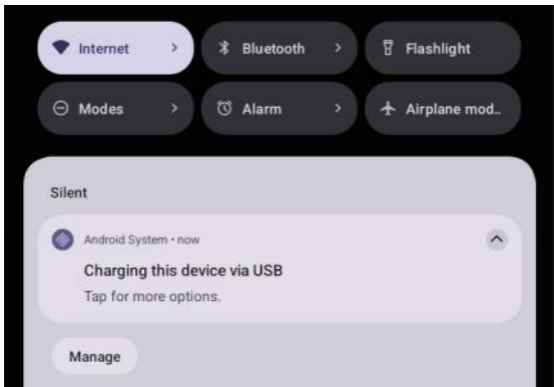 Internet Bluetooth Flashlight
Modes Alarm Airplane mod..
Silent
Android System • now
Charging this device via USB
Tap for more options.
Manage